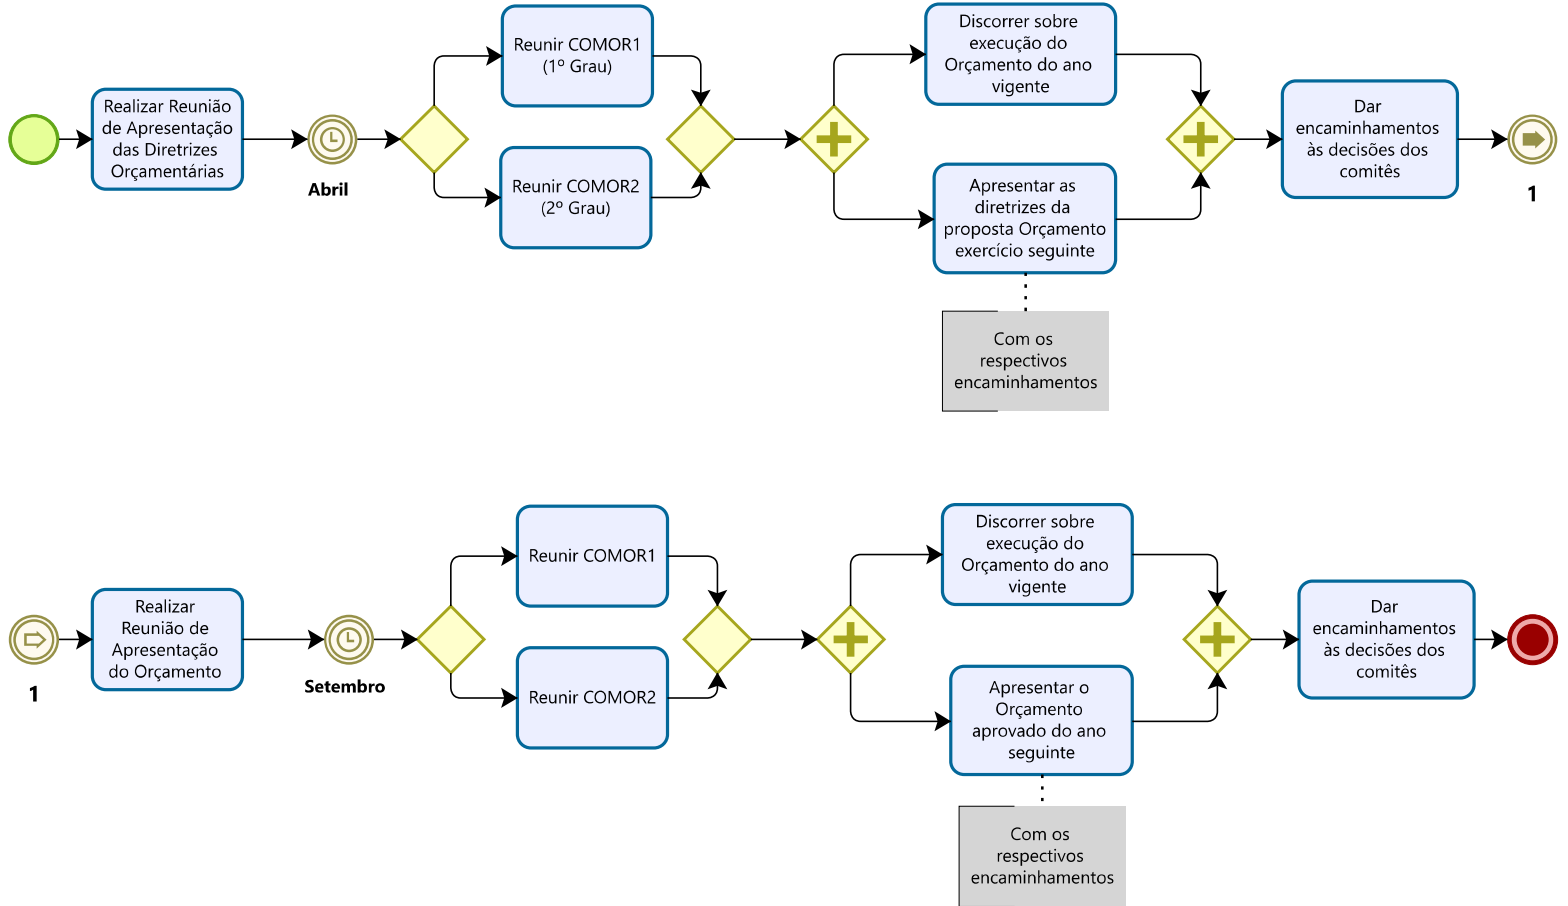 Realizar Reunião
de Apresentação
das Diretrizes
Orçamentárias
Abril
Reunir COMOR1
(1º Grau)
Reunir COMOR2
(2º Grau)
Discorrer sobre
execução do
Orçamento do ano
vigente
Apresentar as
diretrizes da
proposta Orçamento
exercício seguinte
Com os
respectivos
encaminhamentos
Dar
encaminhamentos
às decisões dos
comitês
1
1
Realizar
Reunião de
Apresentação
do Orçamento
Setembro
Reunir COMOR1
Reunir COMOR2
Discorrer sobre
execução do
Orçamento do ano
vigente
Apresentar o
Orçamento
aprovado do ano
seguinte
Com os
respectivos
encaminhamentos
Dar
encaminhamentos
às decisões dos
comitês